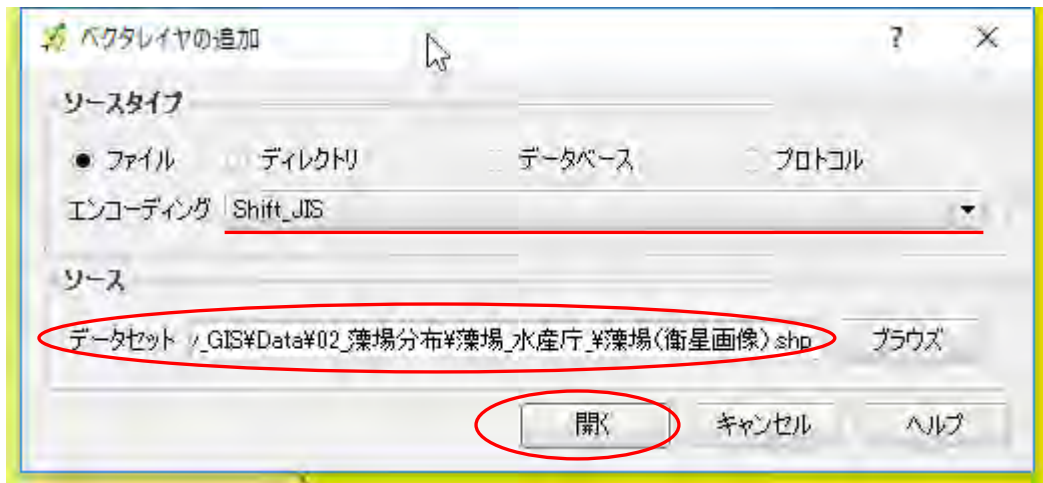 ベクタレイヤの追加 ? ×
ソースタイプ
ファイル ディレクトリ データベース プロトコル
エンコーディング Shift_JIS
ソース
データセット _GIS¥Data¥02_藻場分布¥藻場_水産庁_¥藻場(衛星画像).shp ブラウズ
開く キャンセル ヘルプ